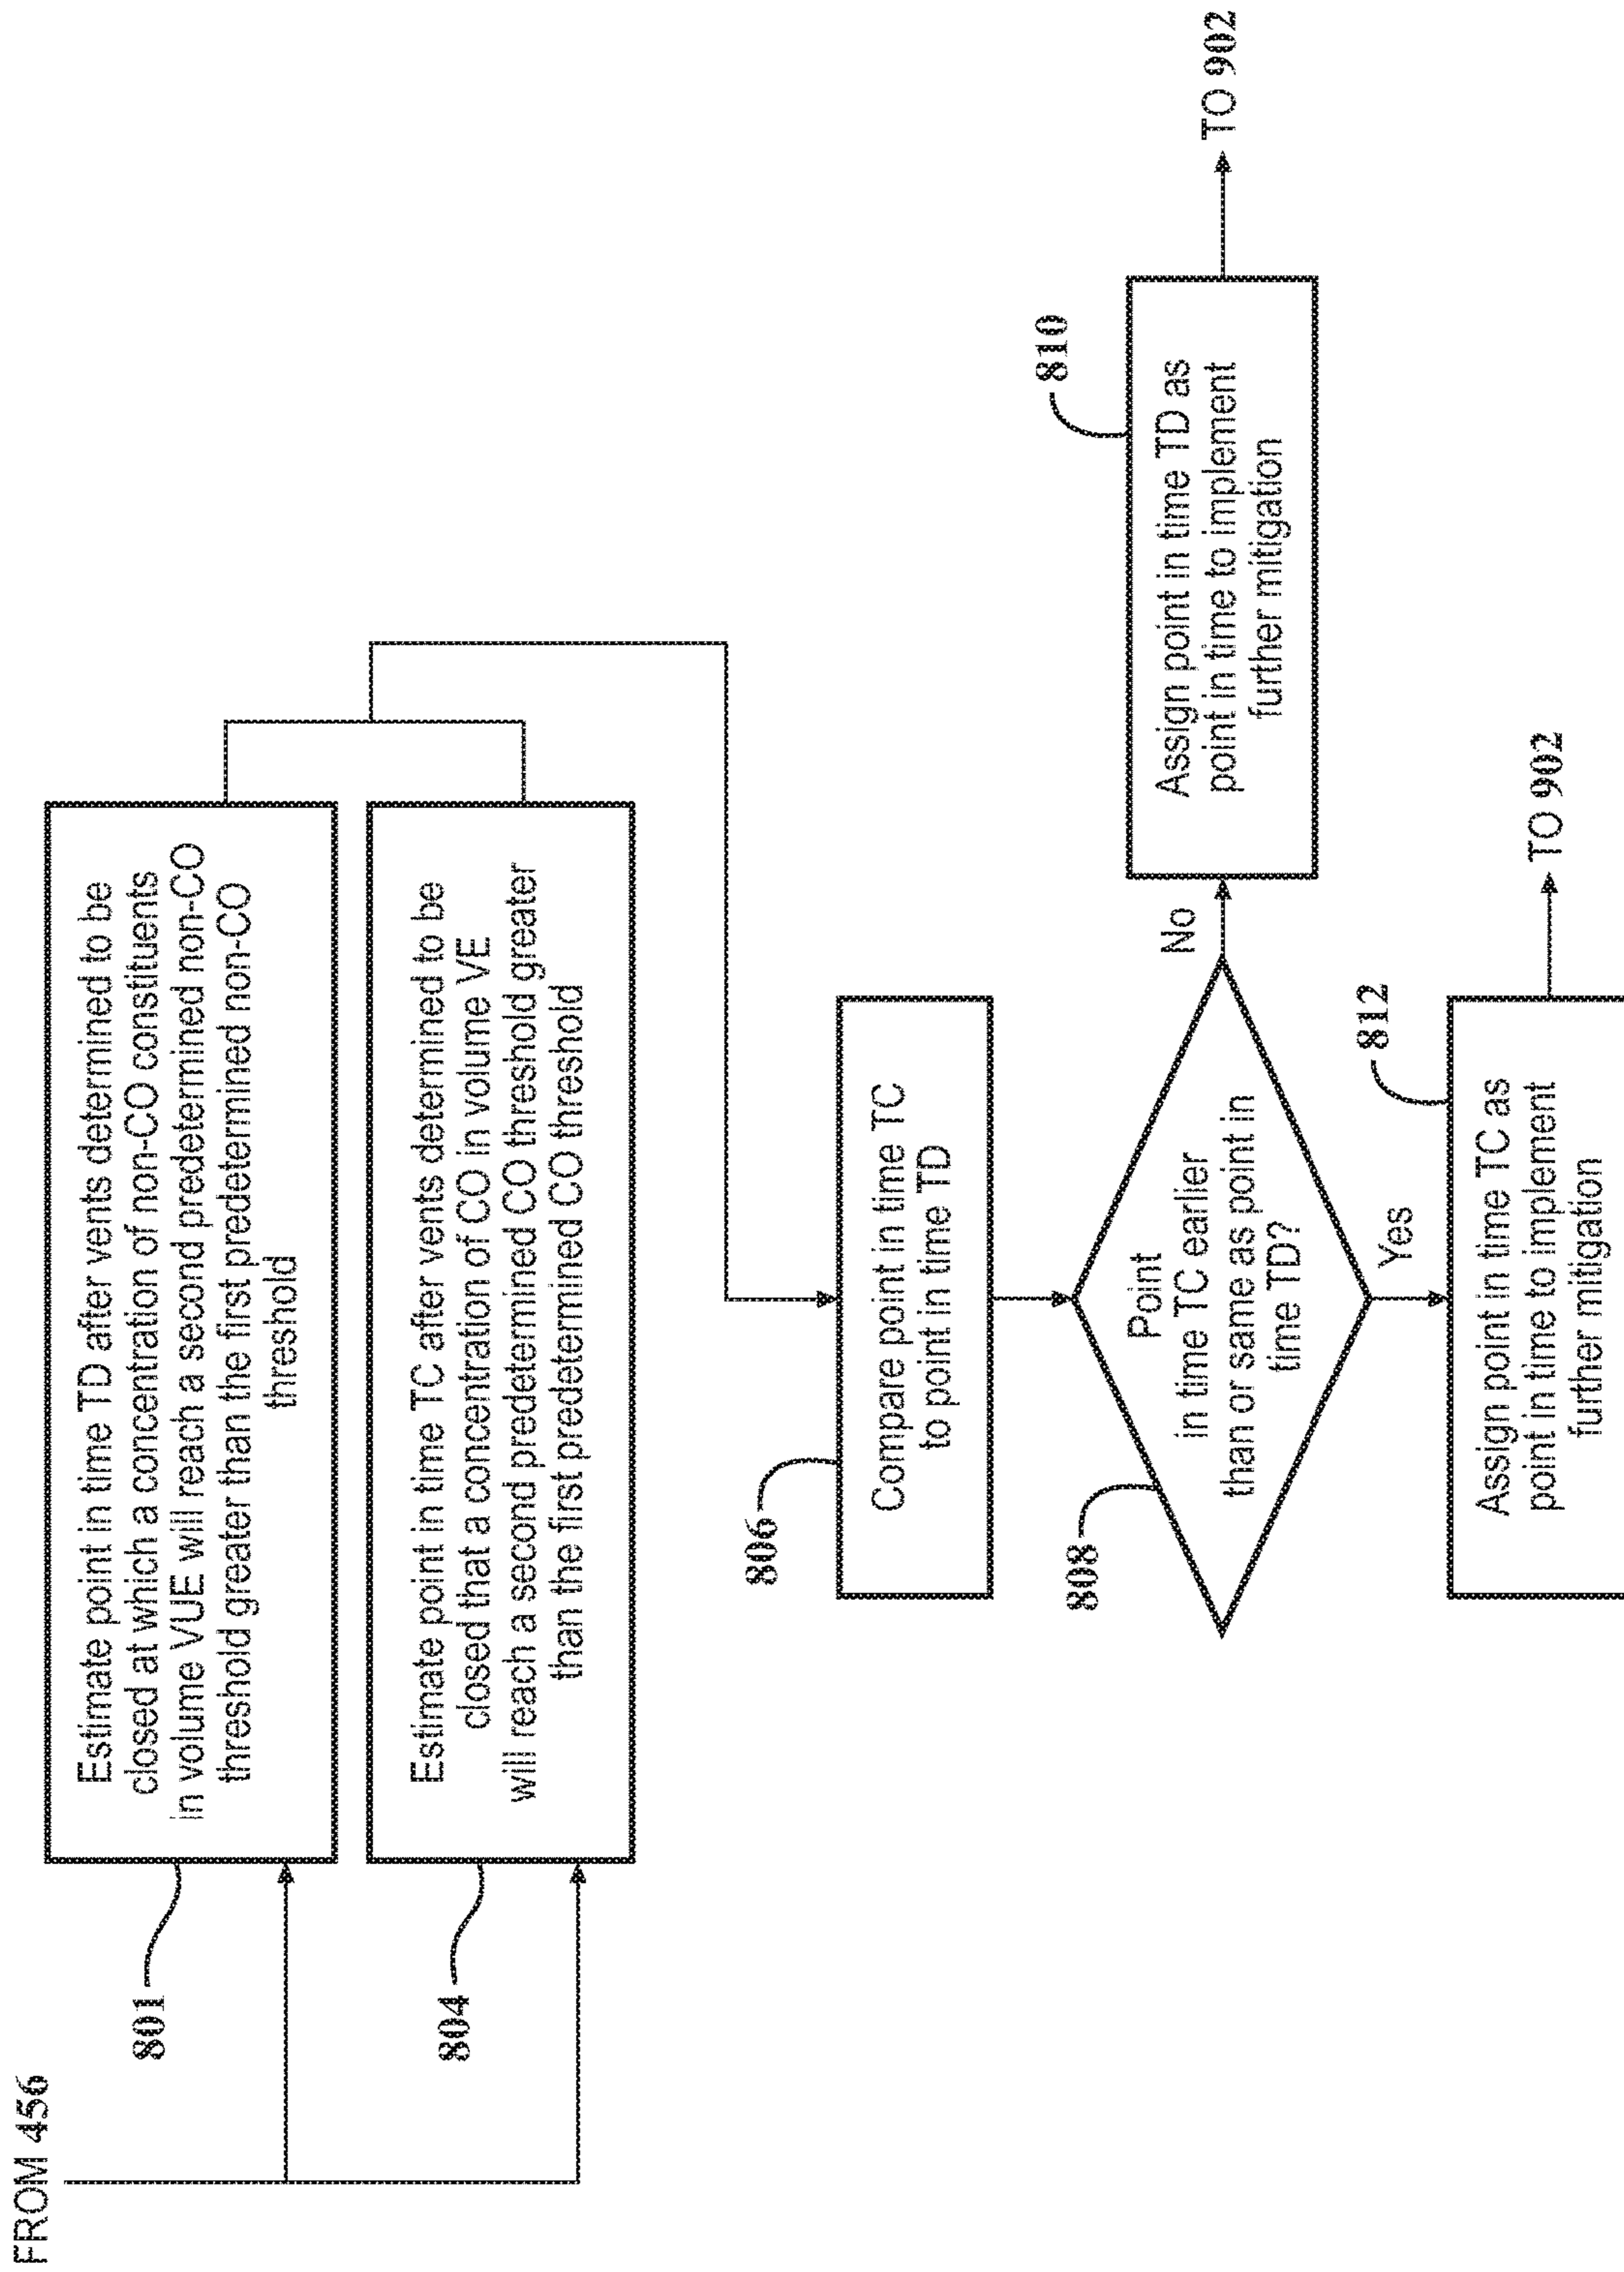 FROM 456
801
Estimate point in time TD after vents determined to be
closed at which a concentration of non-CO constituents
in volume VUE will reach a second predetermined non-CO
threshold greater than the first predetermined non-CO
threshold
804
Estimate point in time TC after vents determined to be
closed that a concentration of CO in volume VE
will reach a second predetermined CO threshold greater
than the first predetermined CO threshold
806
Compare point in time TC
to point in time TD
808
Point
in time TC earlier
than or same as point in
time TD?
No
810
Assign point in time TD as
point in time to implement
further mitigation
TO 902
Yes
812
Assign point in time TC as
point in time to implement
further mitigation
TO 902